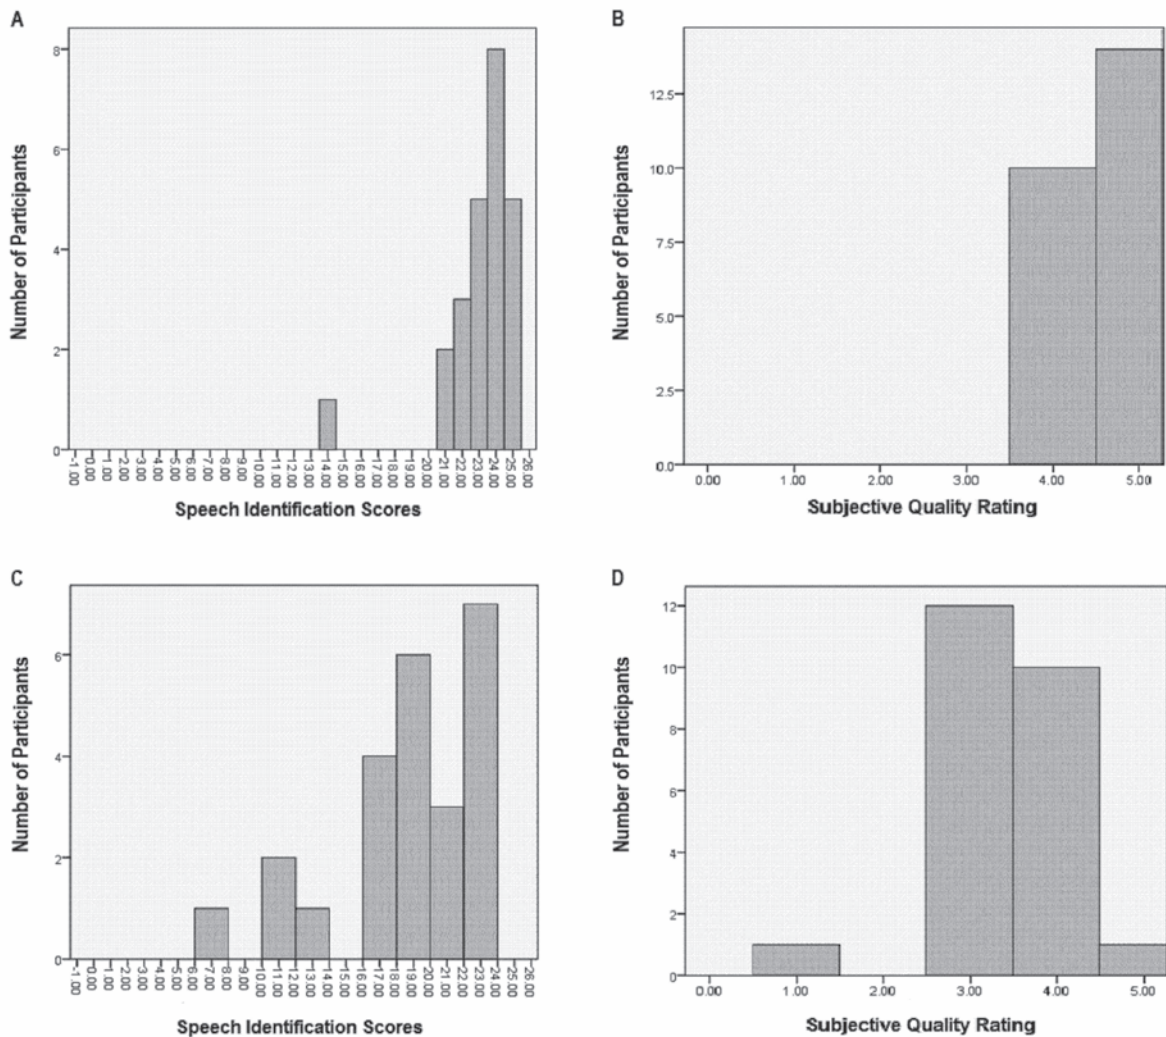 A
Number of Participants
8
6
4
2
0
-1.00 0.00 1.00 2.00 3.00 4.00 5.00 6.00 7.00 8.00 9.00 10.00 11.00 12.00 13.00 14.00 15.00 16.00 17.00 18.00 19.00 20.00 21.00 22.00 23.00 24.00 25.00 26.00
Speech Identification Scores
B
Number of Participants
12.5
10.0
7.5
5.0
2.5
0.0
0.00 1.00 2.00 3.00 4.00 5.00
Subjective Quality Rating
C
Number of Participants
6
4
2
0
-1.00 0.00 1.00 2.00 3.00 4.00 5.00 6.00 7.00 8.00 9.00 10.00 11.00 12.00 13.00 14.00 15.00 16.00 17.00 18.00 19.00 20.00 21.00 22.00 23.00 24.00 25.00 26.00
Speech Identification Scores
D
Number of Participants
12
10
8
6
4
2
0
0.00 1.00 2.00 3.00 4.00 5.00
Subjective Quality Rating